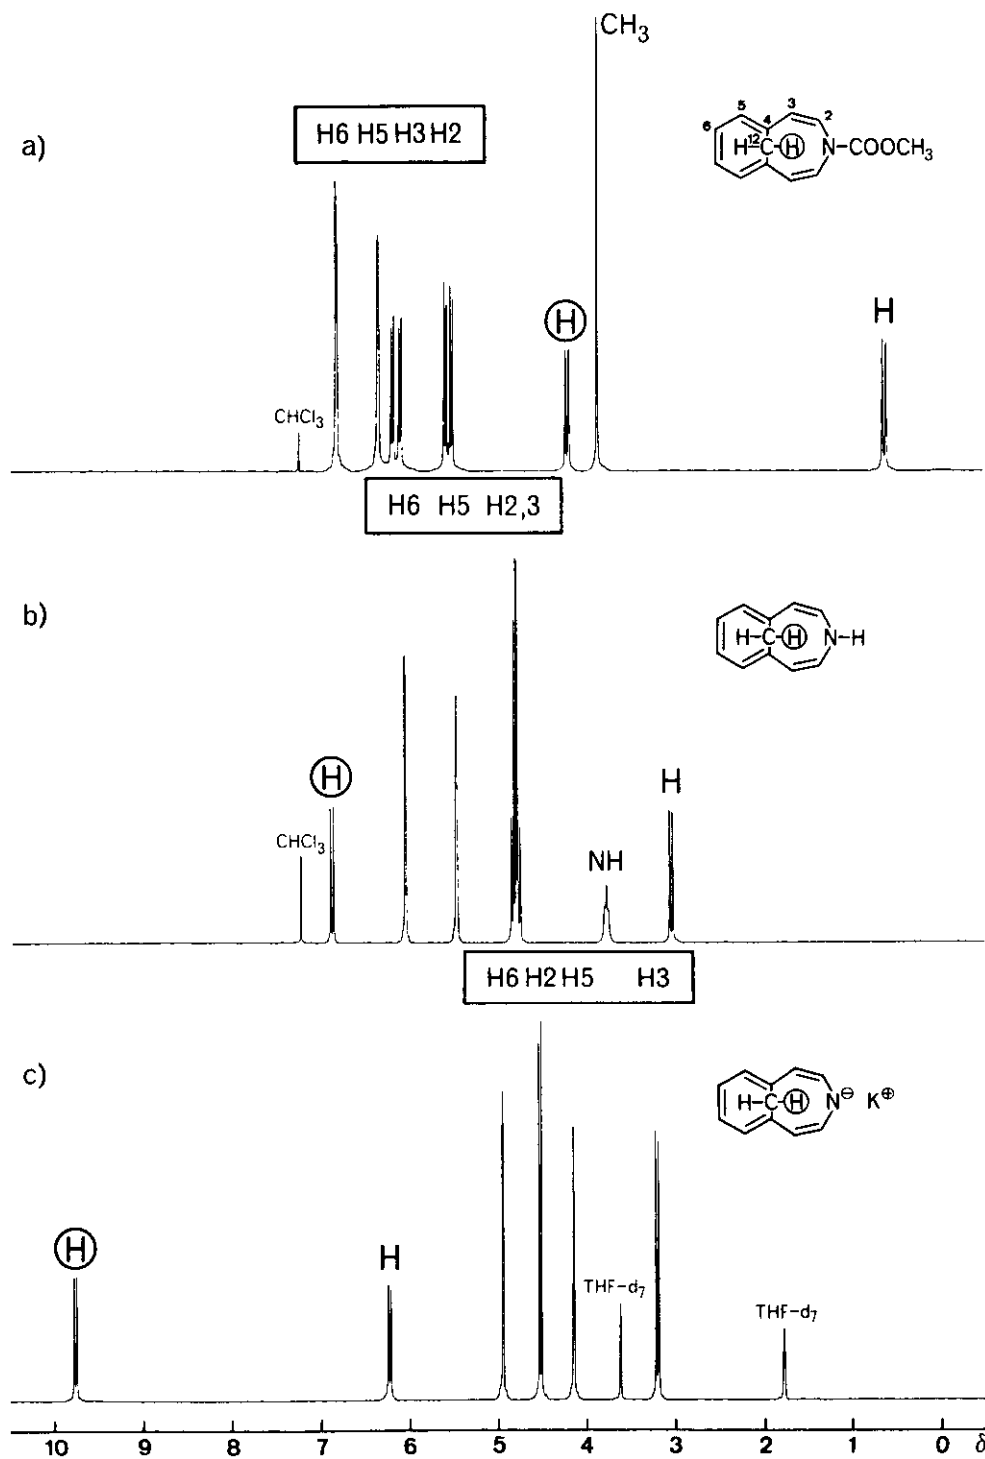 CH₃
H6 H5 H3 H2
a)
5 3
6 4 2
12
H C H N–COOCH₃
H
H
CHCl₃
H6 H5 H2,3
b)
H–C–H N–H
H
H
CHCl₃
NH
H6 H2 H5 H3
c)
H–C–H N⊖ K⊕
H
H
THF-d₇
THF-d₇
10 9 8 7 6 5 4 3 2 1 0 δ